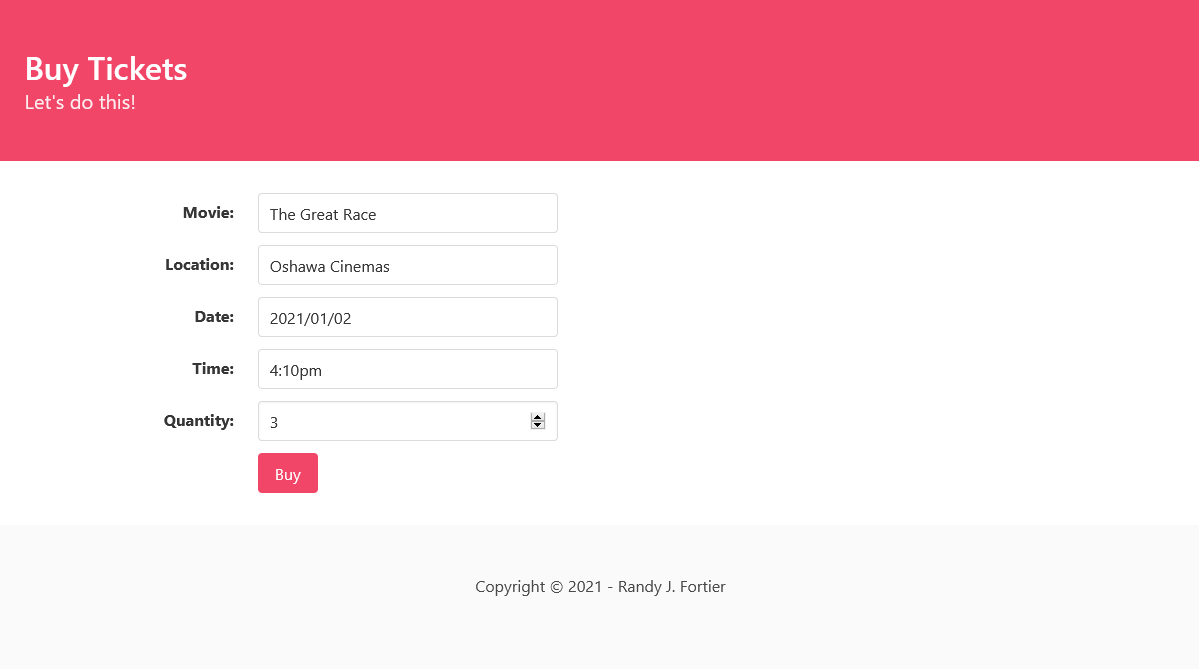 Buy Tickets
Let's do this!
Movie: The Great Race
Location: Oshawa Cinemas
Date: 2021/01/02
Time: 4:10pm
Quantity: 3
Buy
Copyright © 2021 - Randy J. Fortier